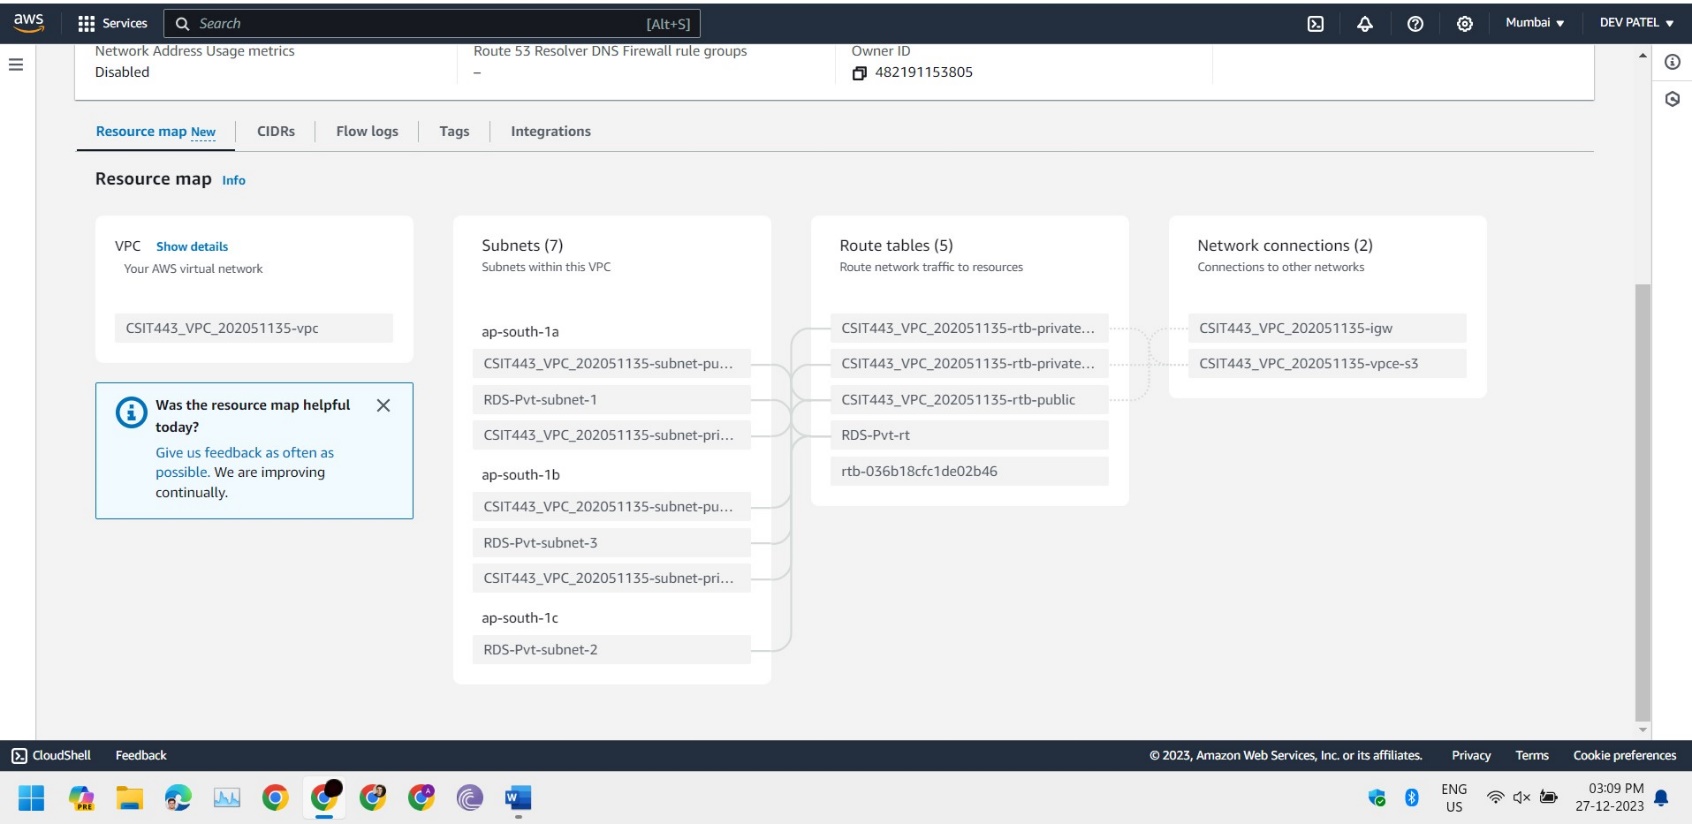 aws
Services
Search
[Alt+S]
Mumbai
DEV PATEL
Network Address Usage metrics
Disabled
Route 53 Resolver DNS Firewall rule groups
–
Owner ID
482191153805
Resource map New
CIDRs
Flow logs
Tags
Integrations
Resource map Info
VPC Show details
Your AWS virtual network
CSIT443_VPC_202051135-vpc
Was the resource map helpful
today?
Give us feedback as often as
possible. We are improving
continually.
Subnets (7)
Subnets within this VPC
ap-south-1a
CSIT443_VPC_202051135-subnet-pu...
RDS-Pvt-subnet-1
CSIT443_VPC_202051135-subnet-pri...
ap-south-1b
CSIT443_VPC_202051135-subnet-pu...
RDS-Pvt-subnet-3
CSIT443_VPC_202051135-subnet-pri...
ap-south-1c
RDS-Pvt-subnet-2
Route tables (5)
Route network traffic to resources
CSIT443_VPC_202051135-rtb-private...
CSIT443_VPC_202051135-rtb-private...
CSIT443_VPC_202051135-rtb-public
RDS-Pvt-rt
rtb-036b18cfc1de02b46
Network connections (2)
Connections to other networks
CSIT443_VPC_202051135-igw
CSIT443_VPC_202051135-vpce-s3
CloudShell
Feedback
© 2023, Amazon Web Services, Inc. or its affiliates.
Privacy
Terms
Cookie preferences
PRE
A
W
ENG
US
03:09 PM
27-12-2023